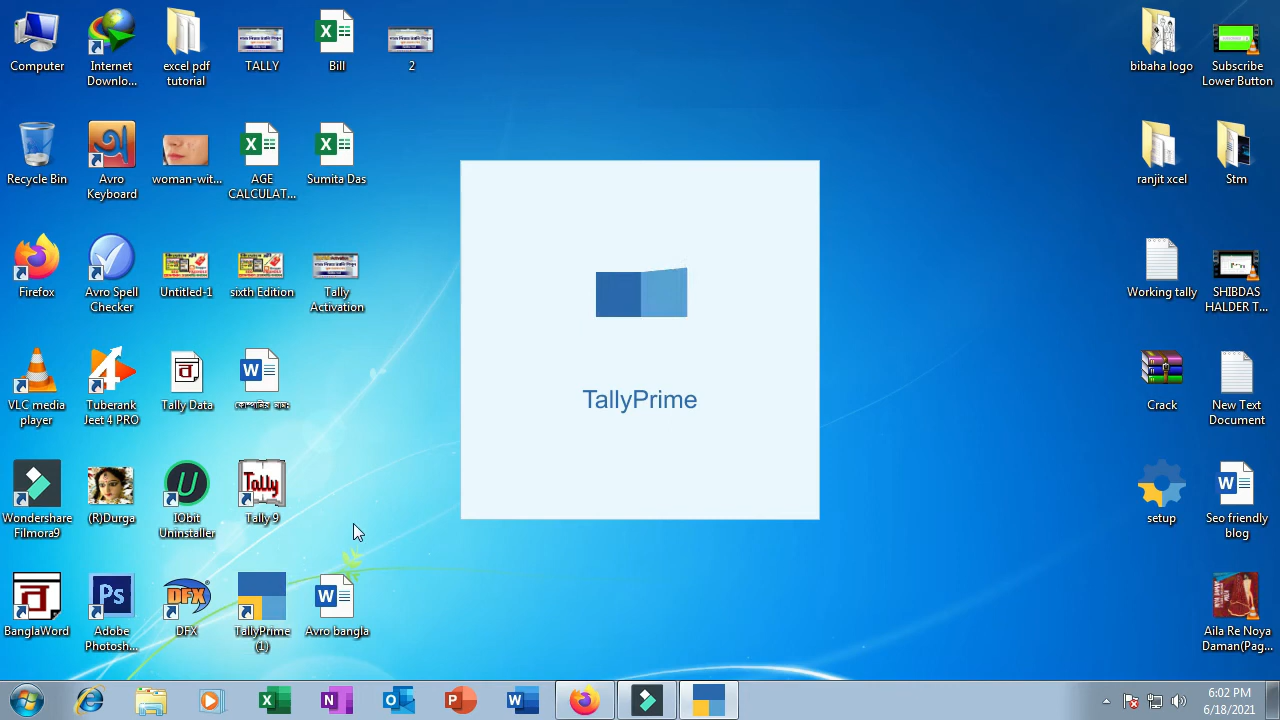 Computer
Internet
Downlo...
excel pdf
tutorial
TALLY
Bill
2
bibaha logo
Subscribe
Lower Button
Recycle Bin
Avro
Keyboard
woman-wit...
AGE
CALCULAT...
Sumita Das
ranjit xcel
Stm
Firefox
Avro Spell
Checker
Untitled-1
sixth Edition
Tally
Activation
Working tally
SHIBDAS
HALDER T...
TallyPrime
VLC media
player
Tuberank
Jeet 4 PRO
Tally Data
কোম্পানির নাম:
Crack
New Text
Document
Wondershare
Filmora9
(R)Durga
IObit
Uninstaller
Tally
Tally 9
setup
Seo friendly
blog
BanglaWord
Adobe
Photosh...
DFX
DFX
TallyPrime
(1)
Avro bangla
Aila Re Noya
Daman(Pag...
6:02 PM
6/18/2021